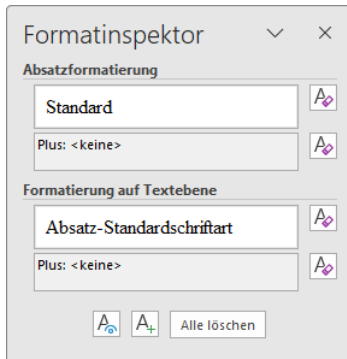 Formatinspektor
Absatzformatierung
Standard
Plus: <keine>
Formatierung auf Textebene
Absatz-Standardschriftart
Plus: <keine>
Alle löschen